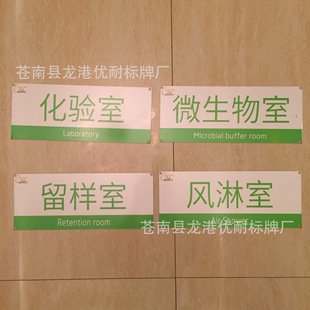 苍南县龙港优耐标牌厂
化验室
Laboratory
微生物室
Microbial buffer room
留样室
Retention room
风淋室
Air Shower
苍南县龙港优耐标牌厂